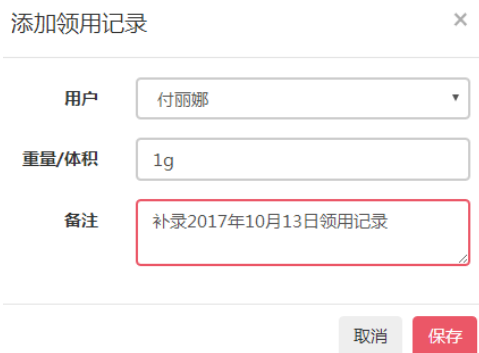 添加领用记录 ×
用户 付丽娜
重量/体积 1g
备注 补录2017年10月13日领用记录
取消 保存